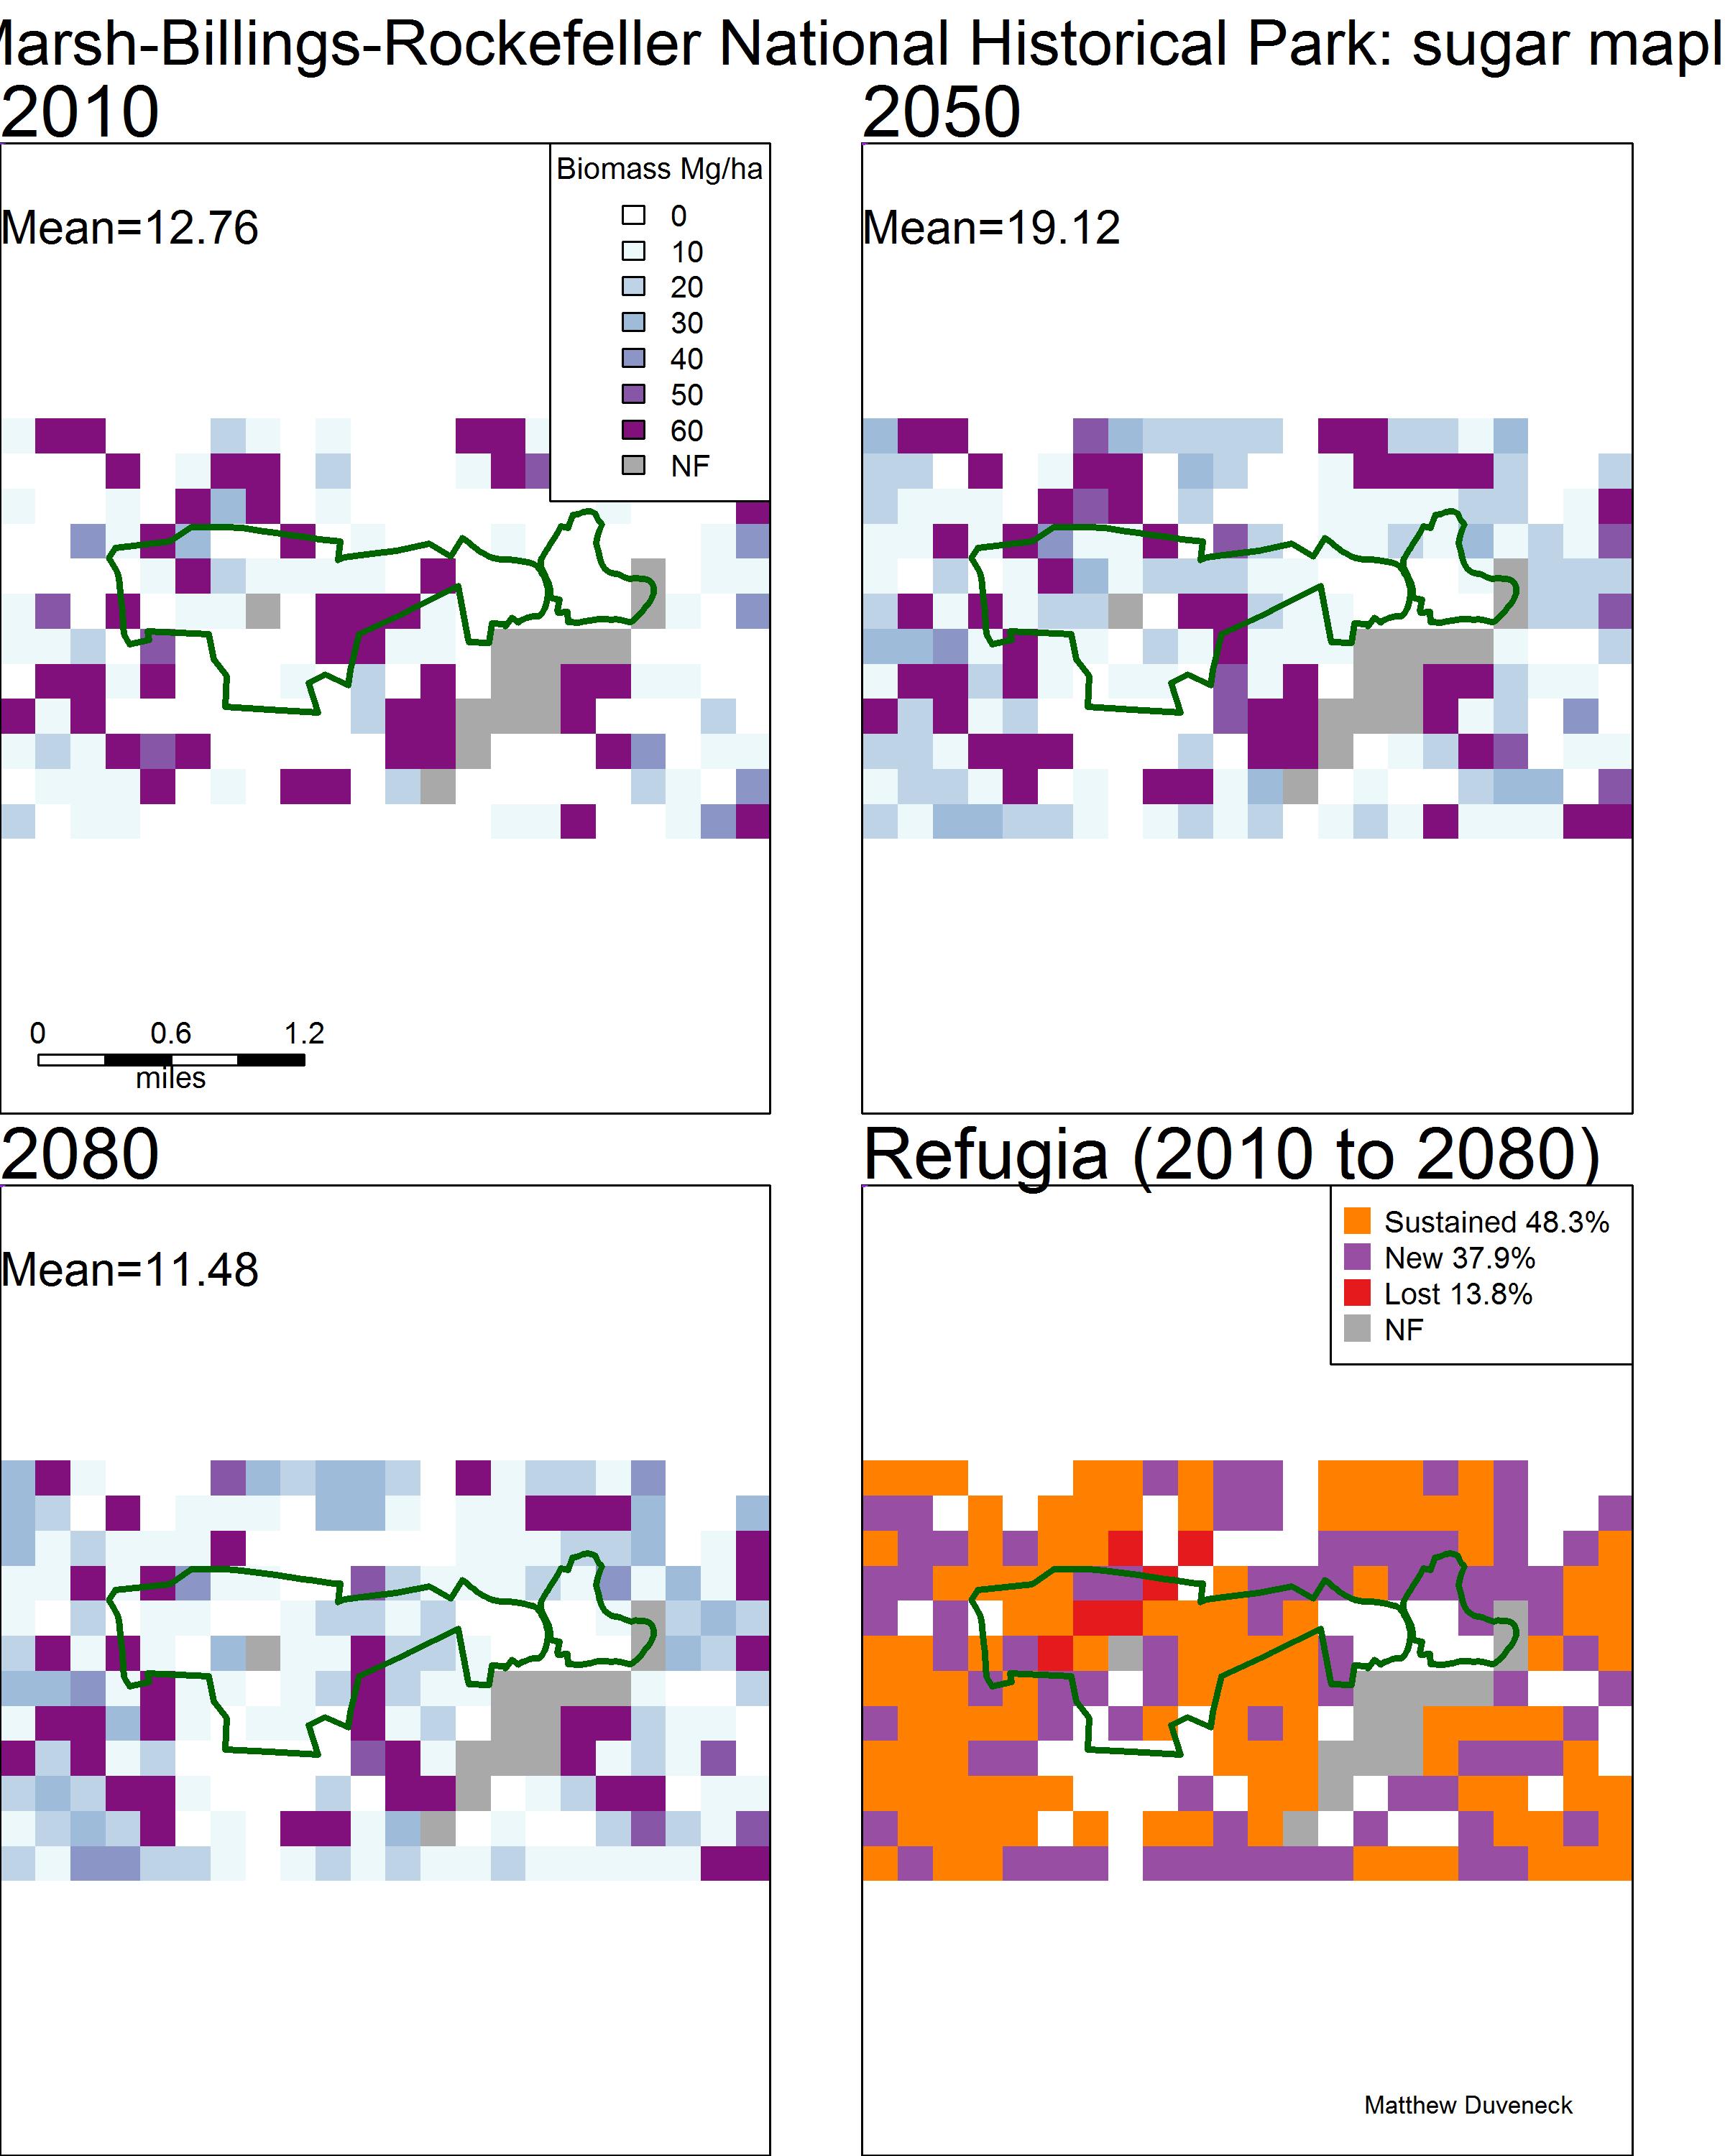 Marsh-Billings-Rockefeller National Historical Park: sugar mapl
2010
2050
Biomass Mg/ha
0
10
20
30
40
50
60
NF
Mean=12.76
Mean=19.12
0 0.6 1.2
miles
2080
Refugia (2010 to 2080)
Mean=11.48
Sustained 48.3%
New 37.9%
Lost 13.8%
NF
Matthew Duveneck